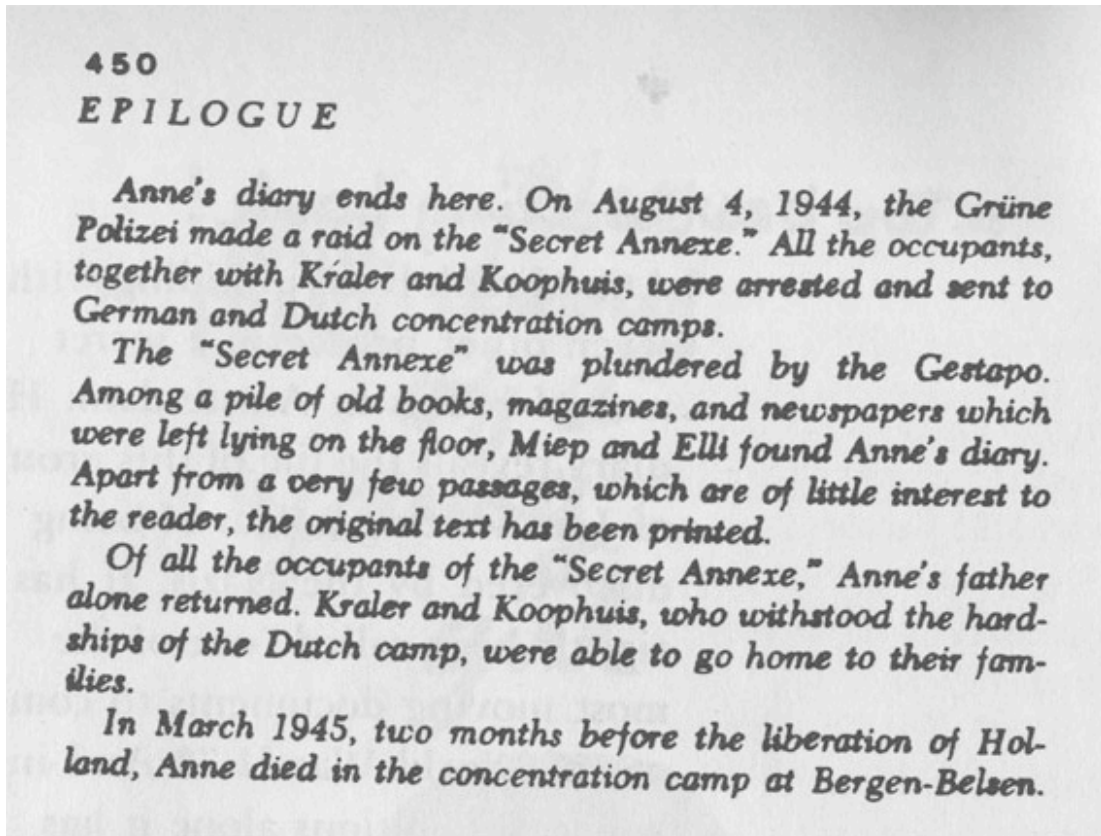 450
EPILOGUE
Anne's diary ends here. On August 4, 1944, the Grüne
Polizei made a raid on the "Secret Annexe." All the occupants,
together with Kraler and Koophuis, were arrested and sent to
German and Dutch concentration camps.
The "Secret Annexe" was plundered by the Gestapo.
Among a pile of old books, magazines, and newspapers which
were left lying on the floor, Miep and Elli found Anne's diary.
Apart from a very few passages, which are of little interest to
the reader, the original text has been printed.
Of all the occupants of the "Secret Annexe," Anne's father
alone returned. Kraler and Koophuis, who withstood the hard-
ships of the Dutch camp, were able to go home to their fam-
ilies.
In March 1945, two months before the liberation of Hol-
land, Anne died in the concentration camp at Bergen-Belsen.